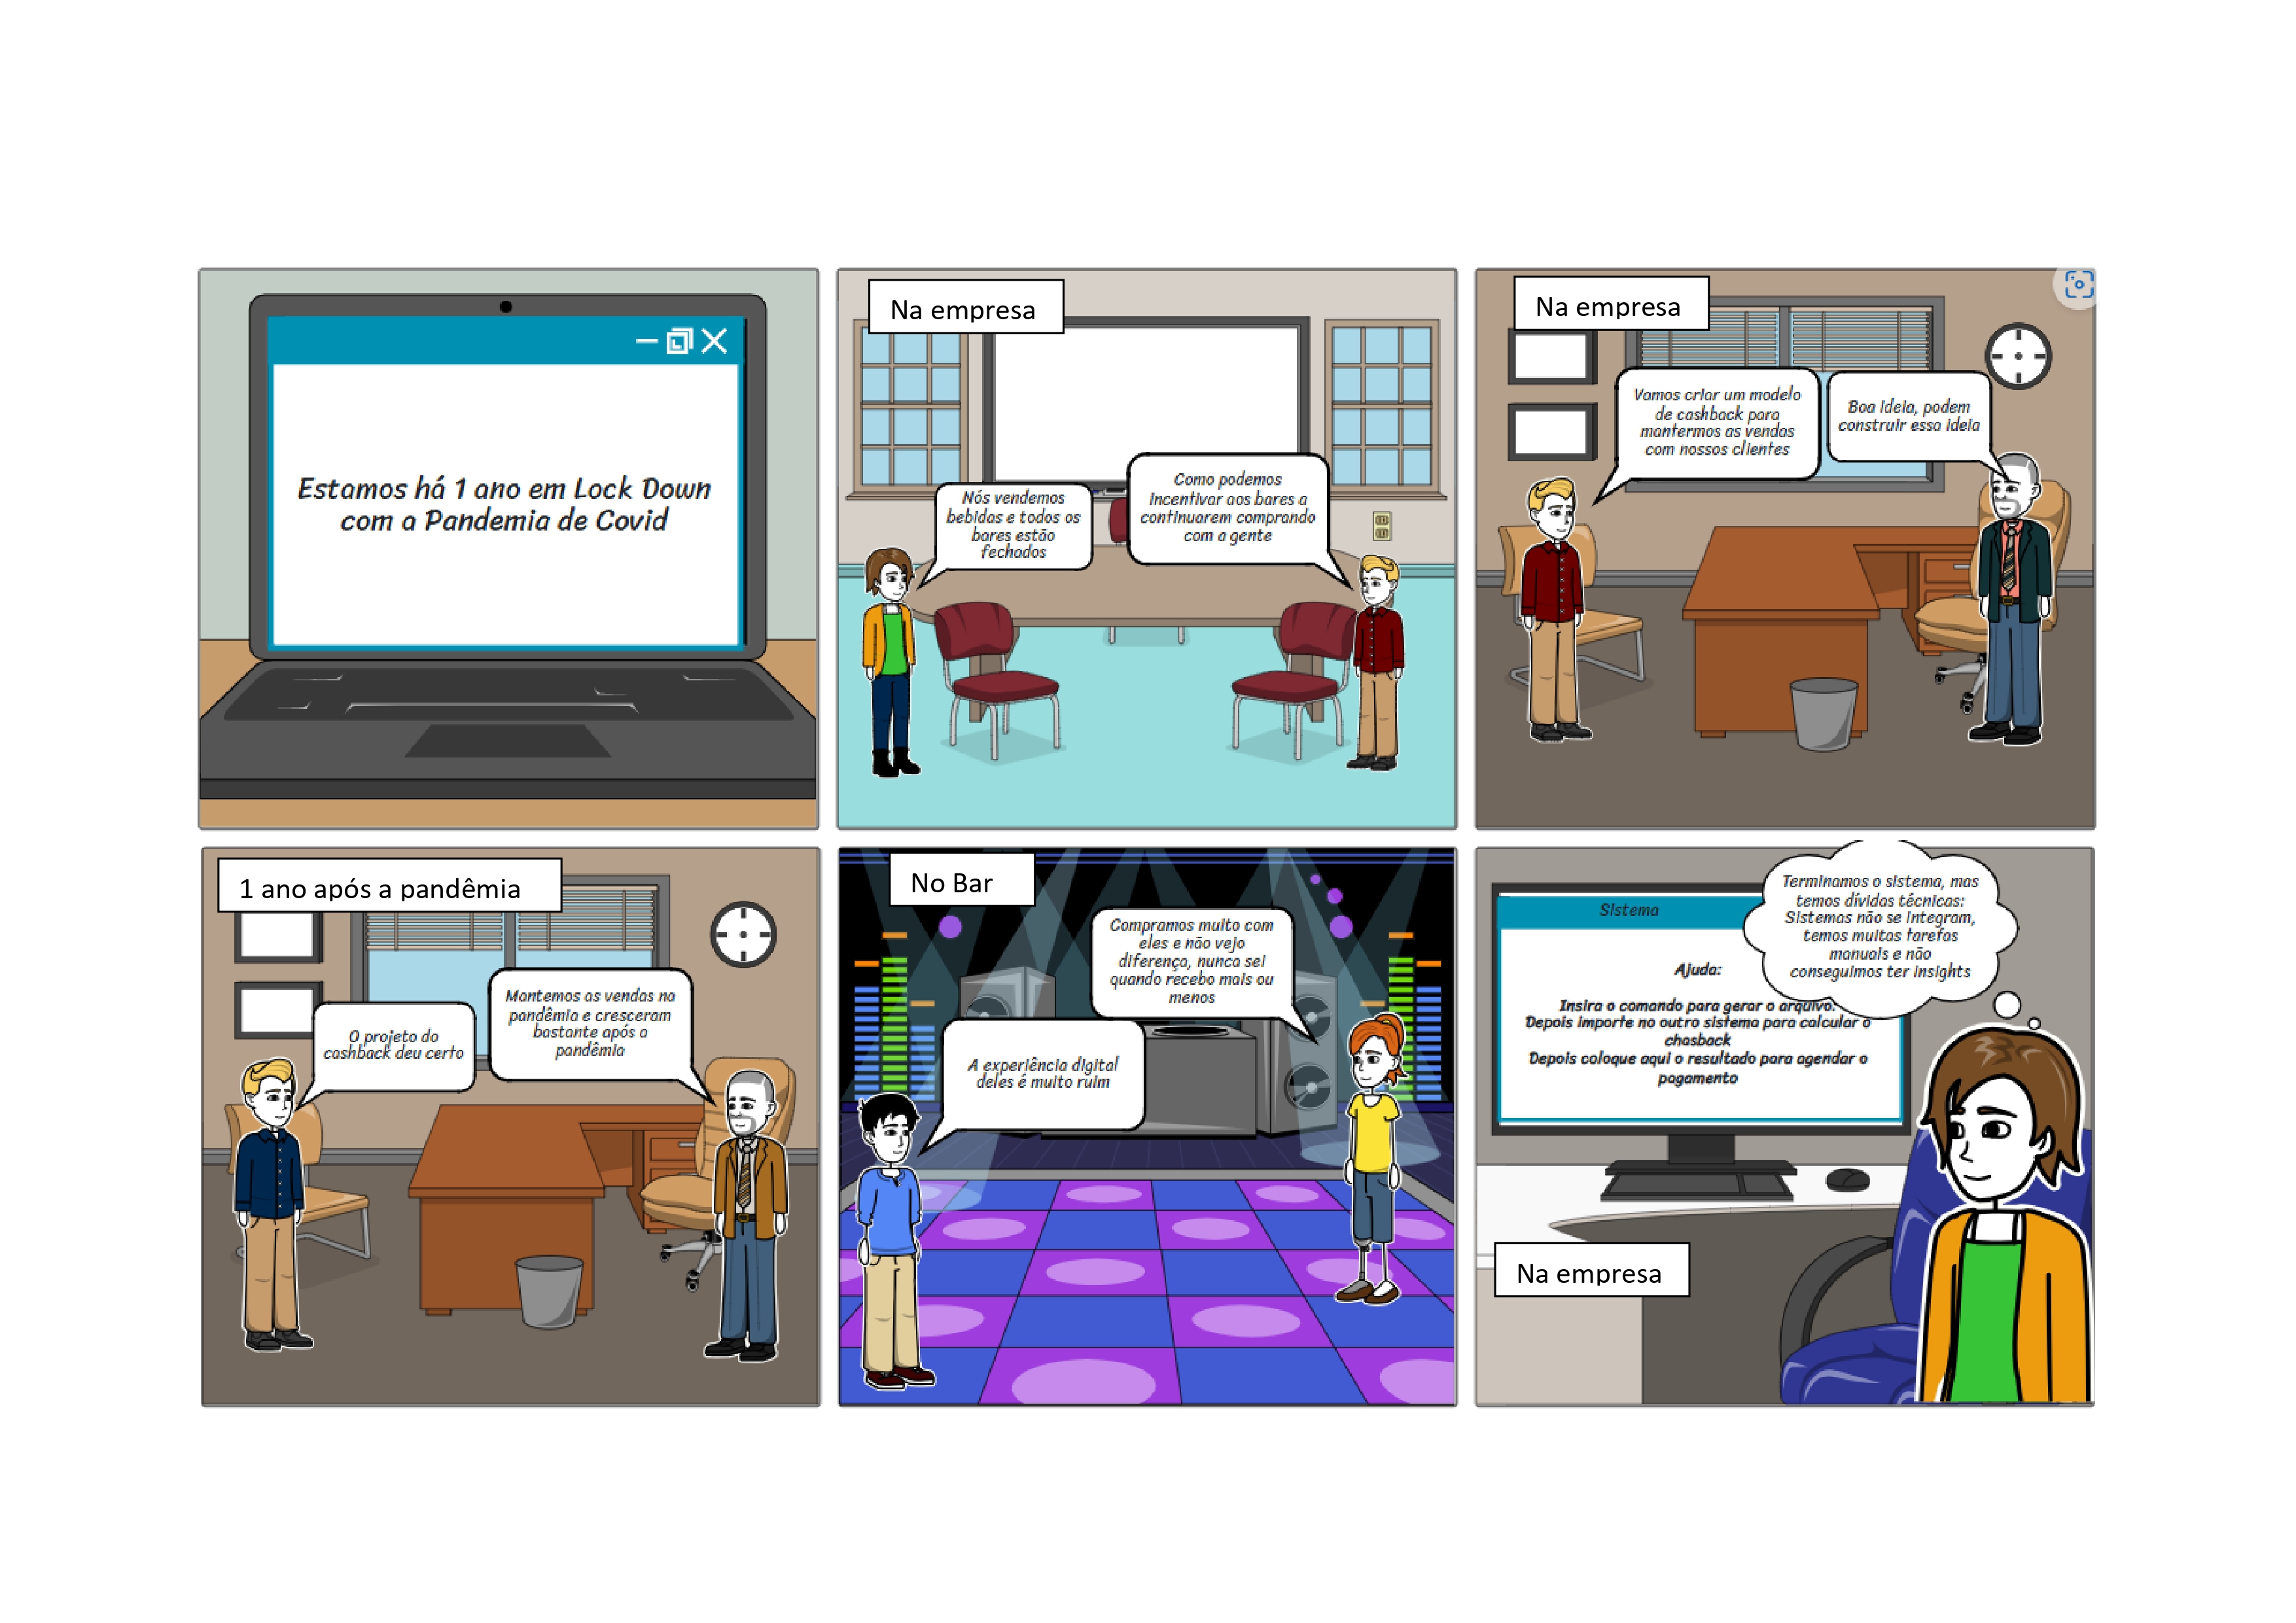 Estamos há 1 ano em Lock Down
com a Pandemia de Covid
Na empresa
Nós vendemos
bebidas e todos os
bares estão
fechados
Como podemos
incentivar aos bares a
continuarem comprando
com a gente
Na empresa
Vamos criar um modelo
de cashback para
mantermos as vendas
com nossos clientes
Boa ideia, podem
construir essa ideia
1 ano após a pandêmia
O projeto do
cashback deu certo
Mantemos as vendas na
pandêmia e cresceram
bastante após a
pandêmia
No Bar
Compramos muito com
eles e não vejo
diferença, nunca sei
quando recebo mais ou
menos
A experiência digital
deles é muito ruim
Sistema
Terminamos o sistema, mas
temos dívidas técnicas:
Sistemas não se integram,
temos muitas tarefas
manuais e não
conseguimos ter insights
Ajuda:
Insira o comando para gerar o arquivo.
Depois importe no outro sistema para calcular o
chasback
Depois coloque aqui o resultado para agendar o
pagamento
Na empresa